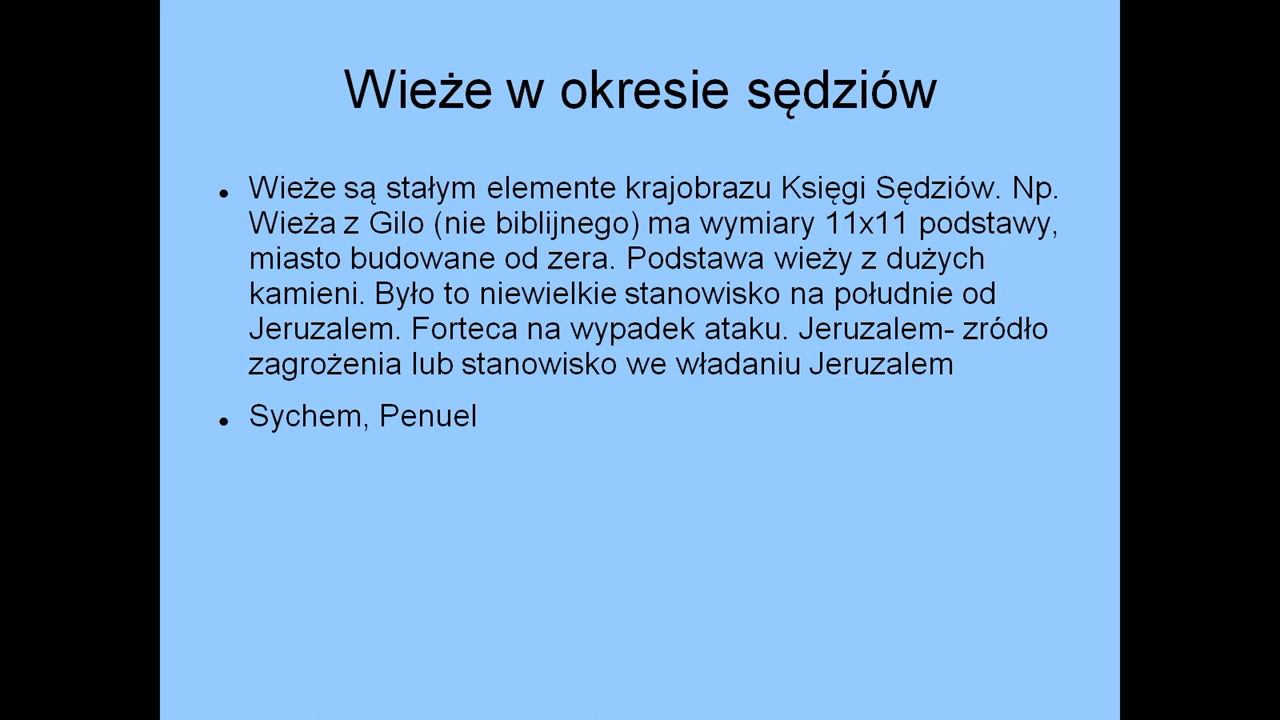 Wieże w okresie sędziów
• Wieże są stałym elemente krajobrazu Księgi Sędziów. Np.
Wieża z Gilo (nie biblijnego) ma wymiary 11x11 podstawy,
miasto budowane od zera. Podstawa wieży z dużych
kamieni. Było to niewielkie stanowisko na południe od
Jeruzalem. Forteca na wypadek ataku. Jeruzalem- zródło
zagrożenia lub stanowisko we władaniu Jeruzalem
• Sychem, Penuel